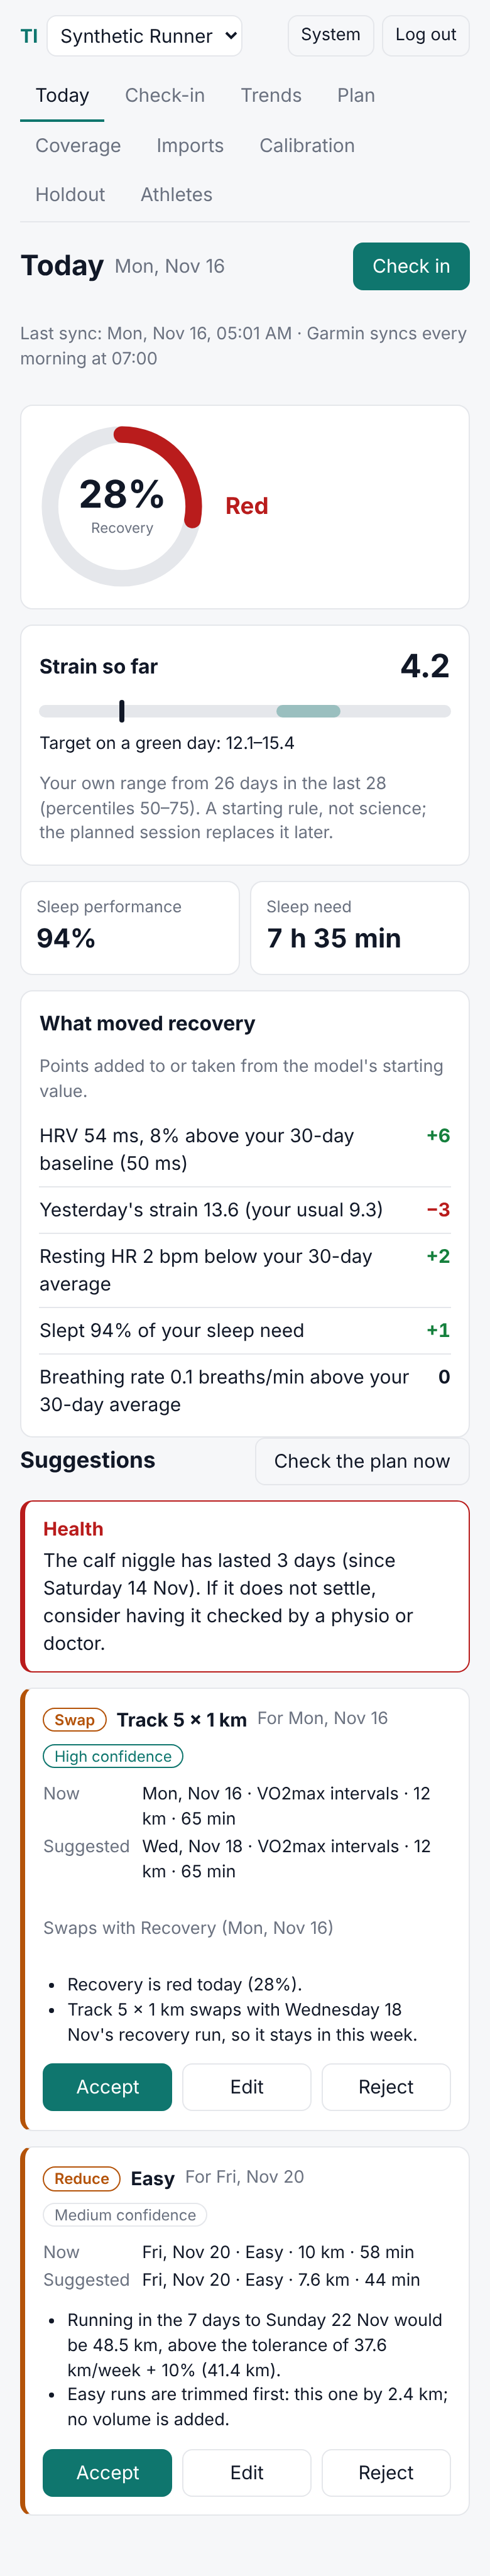 TI
Synthetic Runner
System
Log out
Today
Check-in
Trends
Plan
Coverage
Imports
Calibration
Holdout
Athletes
Today Mon, Nov 16
Check in
Last sync: Mon, Nov 16, 05:01 AM · Garmin syncs every
morning at 07:00
28%
Recovery
Red
Strain so far
4.2
Target on a green day: 12.1–15.4
Your own range from 26 days in the last 28
(percentiles 50–75). A starting rule, not science;
the planned session replaces it later.
Sleep performance
94%
Sleep need
7 h 35 min
What moved recovery
Points added to or taken from the model's starting
value.
HRV 54 ms, 8% above your 30-day
baseline (50 ms)
+6
Yesterday's strain 13.6 (your usual 9.3)
−3
Resting HR 2 bpm below your 30-day
average
+2
Slept 94% of your sleep need
+1
Breathing rate 0.1 breaths/min above your
30-day average
0
Suggestions
Check the plan now
Health
The calf niggle has lasted 3 days (since
Saturday 14 Nov). If it does not settle,
consider having it checked by a physio or
doctor.
Swap
Track 5 × 1 km
For Mon, Nov 16
High confidence
Now
Mon, Nov 16 · VO2max intervals · 12
km · 65 min
Suggested
Wed, Nov 18 · VO2max intervals · 12
km · 65 min
Swaps with Recovery (Mon, Nov 16)
• Recovery is red today (28%).
• Track 5 × 1 km swaps with Wednesday 18
Nov's recovery run, so it stays in this week.
Accept
Edit
Reject
Reduce
Easy
For Fri, Nov 20
Medium confidence
Now
Fri, Nov 20 · Easy · 10 km · 58 min
Suggested
Fri, Nov 20 · Easy · 7.6 km · 44 min
• Running in the 7 days to Sunday 22 Nov would
be 48.5 km, above the tolerance of 37.6
km/week + 10% (41.4 km).
• Easy runs are trimmed first: this one by 2.4 km;
no volume is added.
Accept
Edit
Reject